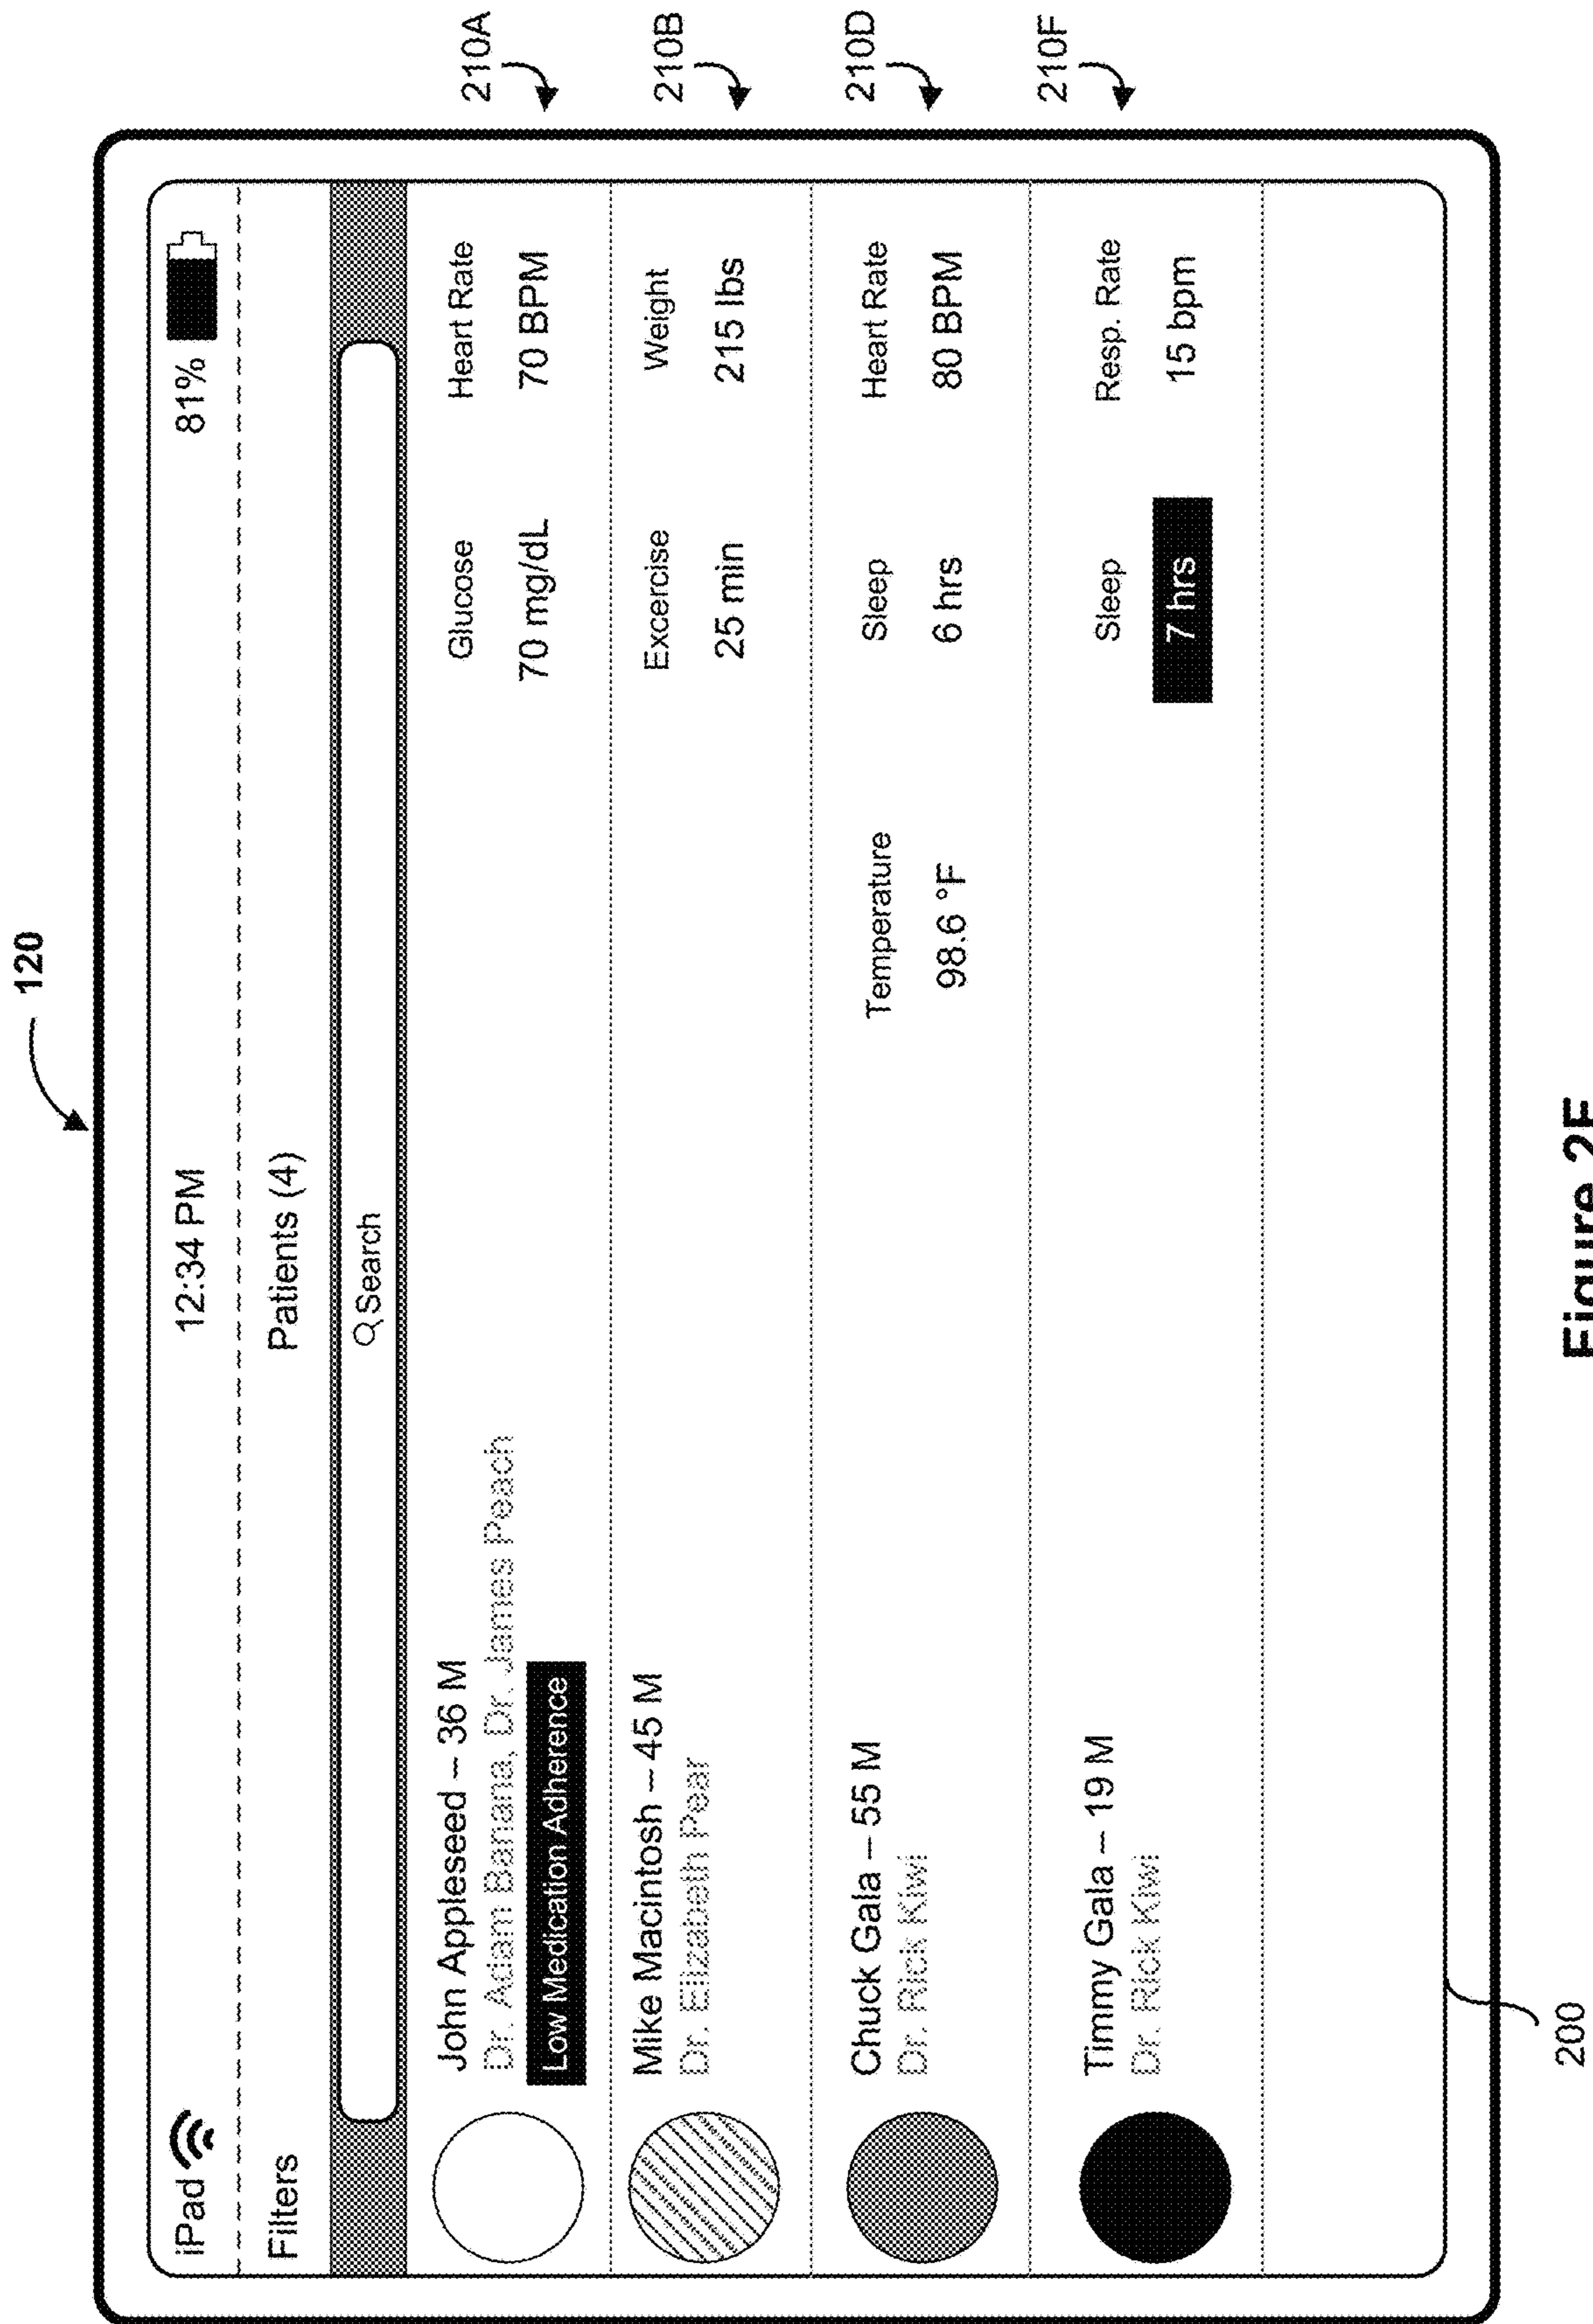 120
iPad 12:34 PM 81%
Filters Patients (4)
Search
John Appleseed – 36 M Glucose Heart Rate 210A
Dr. Adam Banana, Dr. James Peach
Low Medication Adherence 70 mg/dL 70 BPM
Mike Macintosh – 45 M Excercise Weight 210B
Dr. Elizabeth Pear 25 min 215 lbs
Chuck Gala – 55 M Temperature Sleep Heart Rate 210D
Dr. Rick Kiwi 98.6 °F 6 hrs 80 BPM
Timmy Gala – 19 M Sleep Resp. Rate 210F
Dr. Rick Kiwi 7 hrs 15 bpm
200
Figure